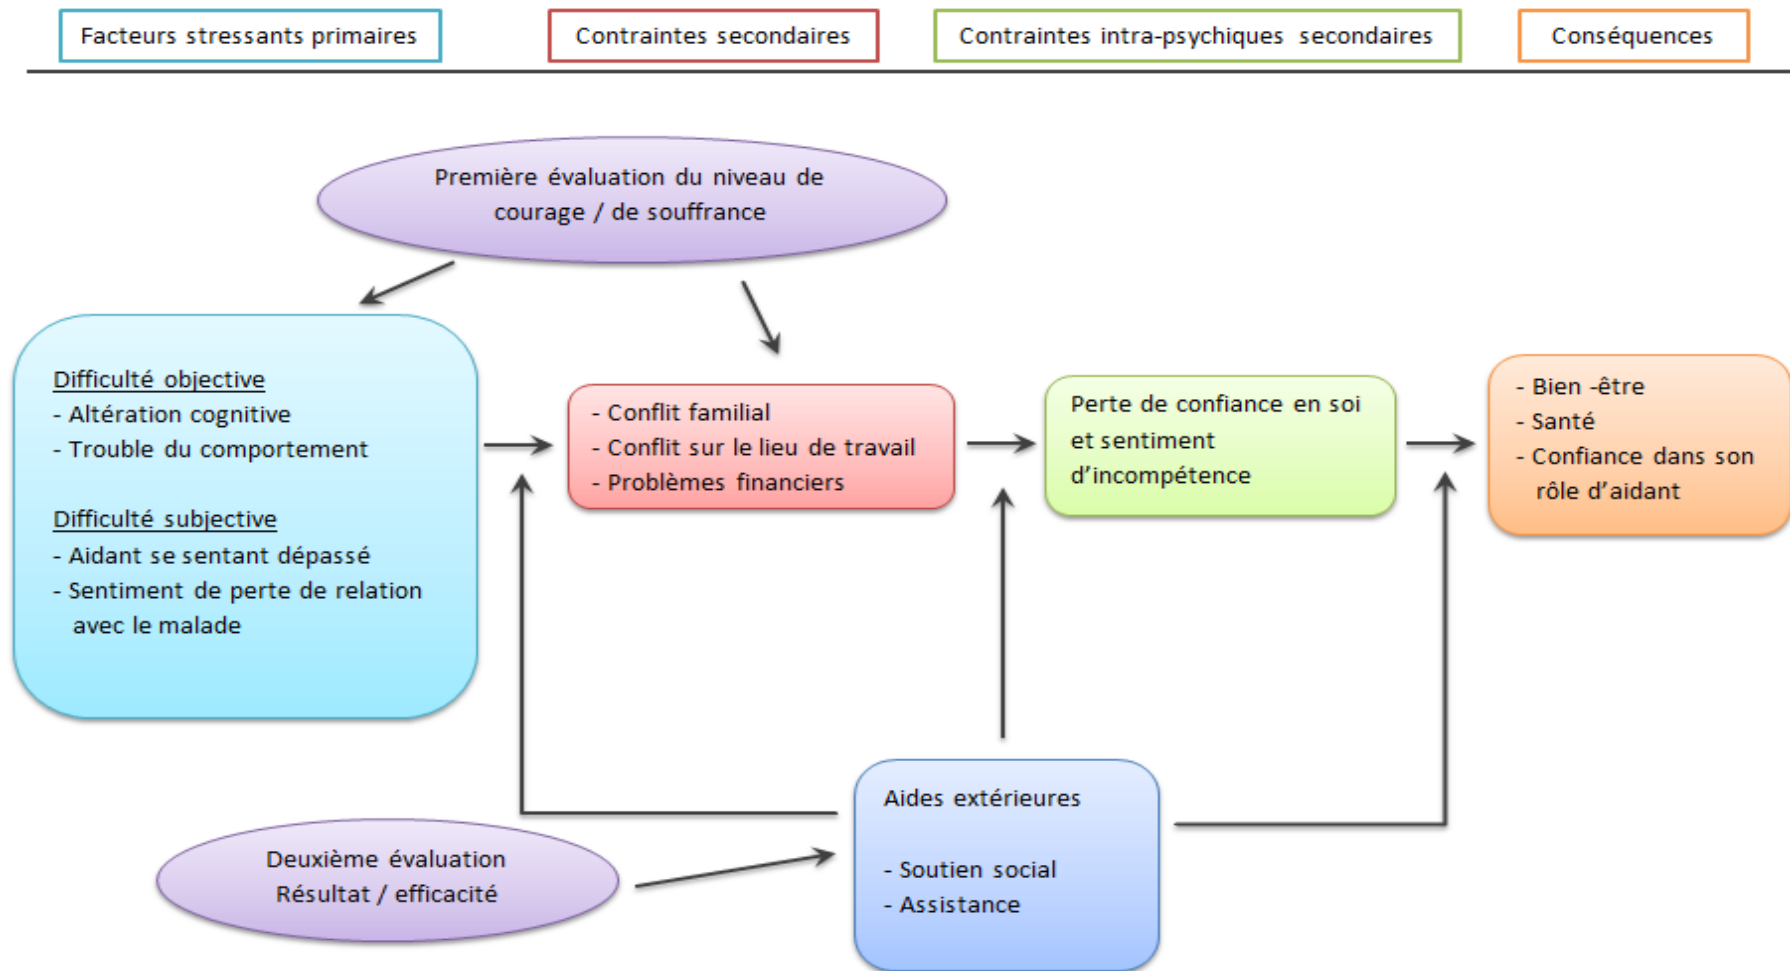 Facteurs stressants primaires
Contraintes secondaires
Contraintes intra-psychiques secondaires
Conséquences
Première évaluation du niveau de
courage / de souffrance
Difficulté objective
- Altération cognitive
- Trouble du comportement
Difficulté subjective
- Aidant se sentant dépassé
- Sentiment de perte de relation
avec le malade
- Conflit familial
- Conflit sur le lieu de travail
- Problèmes financiers
Perte de confiance en soi
et sentiment
d'incompétence
- Bien -être
- Santé
- Confiance dans son
rôle d'aidant
Aides extérieures
- Soutien social
- Assistance
Deuxième évaluation
Résultat / efficacité